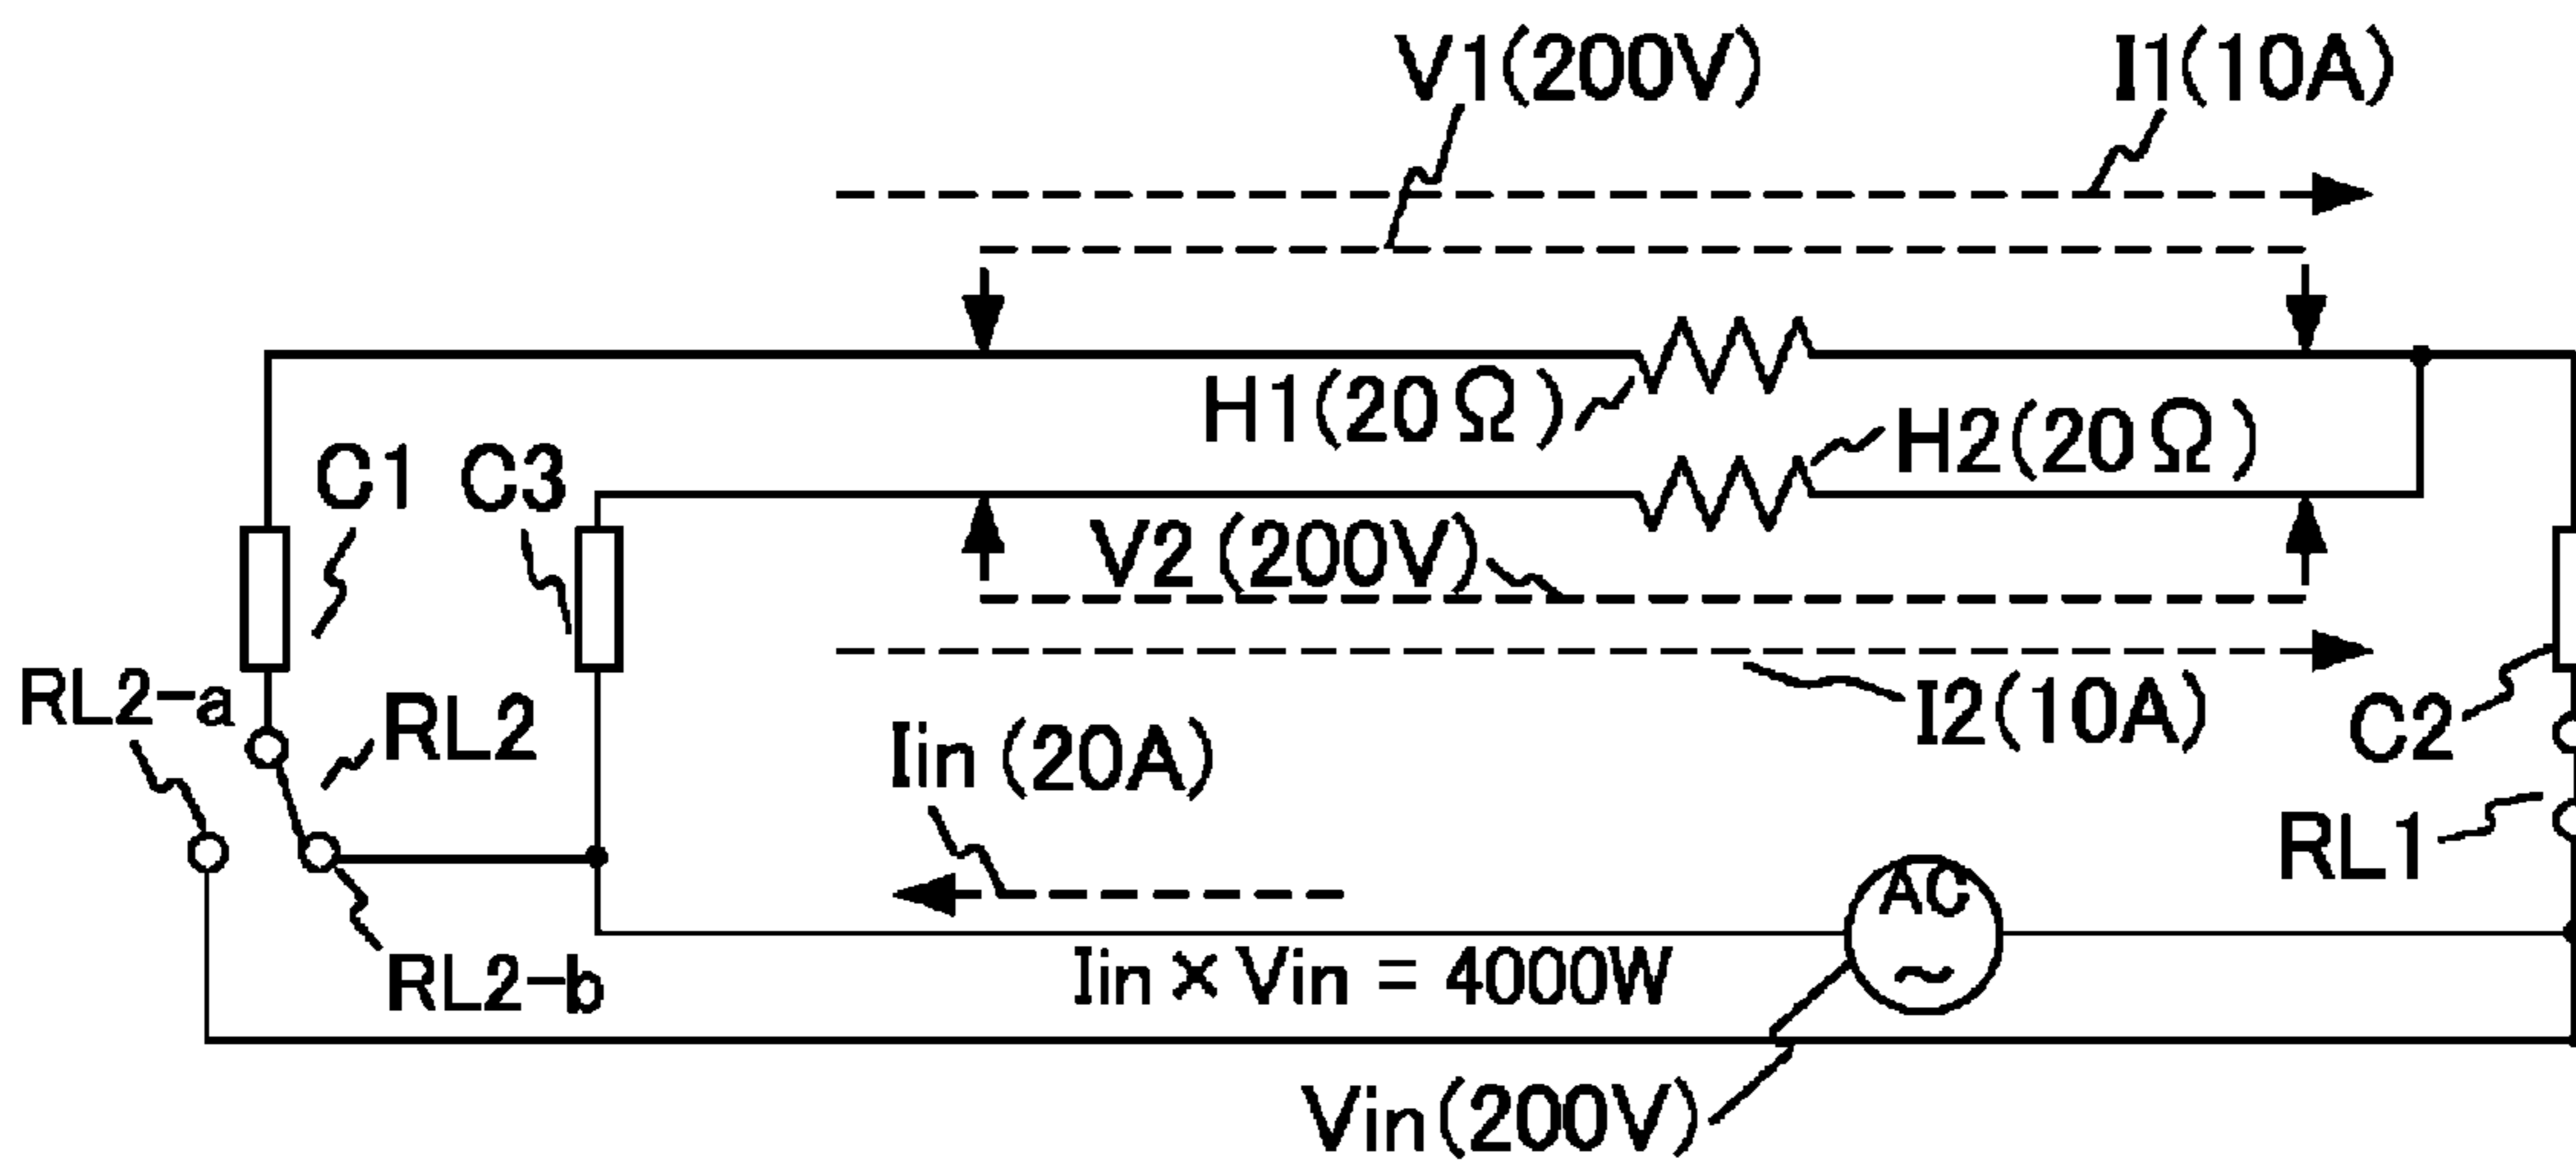 V1(200V)
I1(10A)
H1(20Ω)
H2(20Ω)
C1
C3
V2 (200V)
RL2-a
RL2
I2(10A)
C2
Iin (20A)
RL1
AC
~
RL2-b
Iin × Vin = 4000W
Vin(200V)